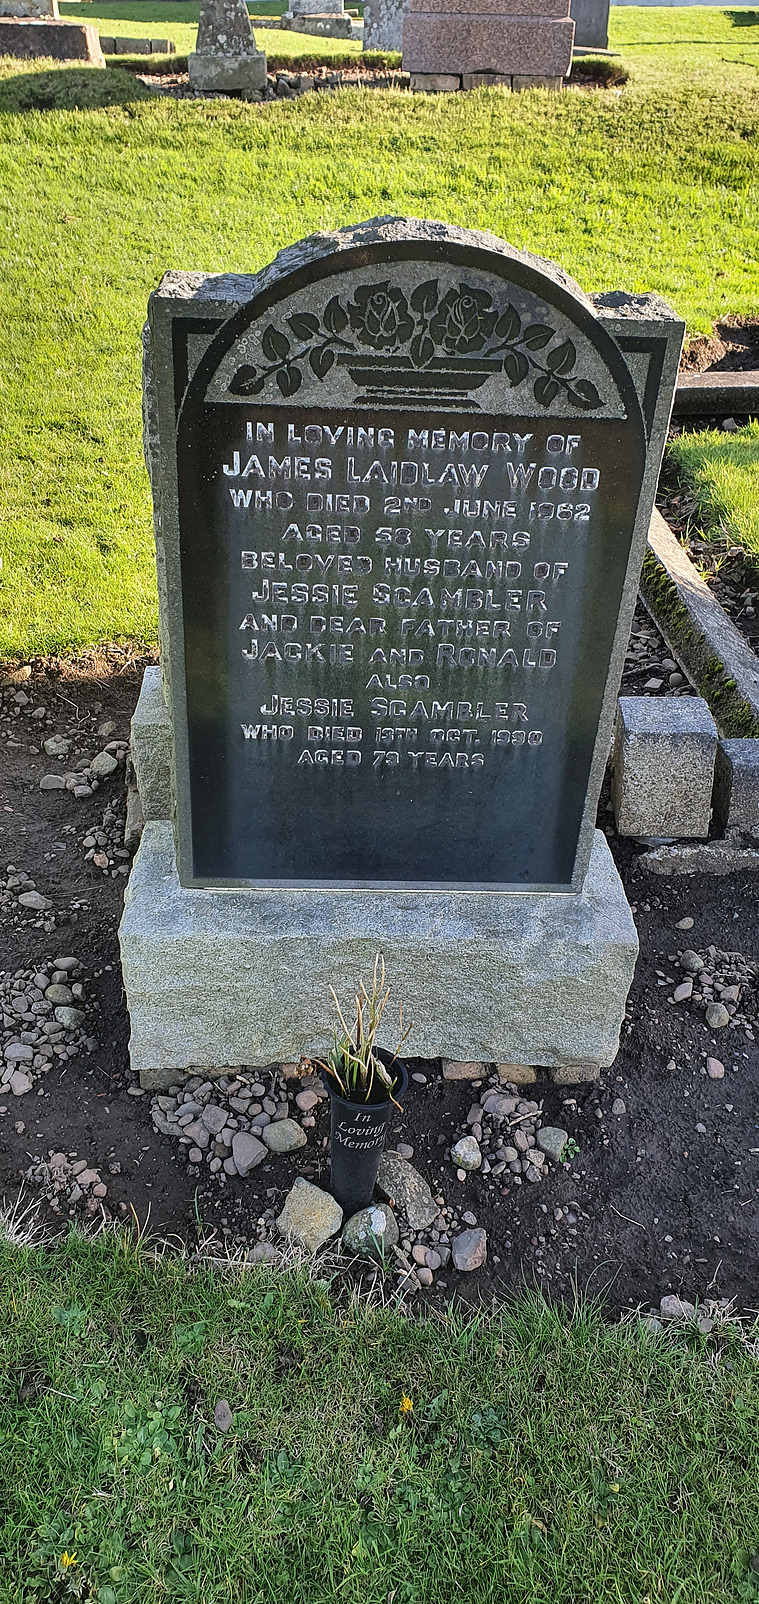 IN LOVING MEMORY OF
JAMES LAIDLAW WOOD
WHO DIED 2ND JUNE 1962
AGED 58 YEARS
BELOVED HUSBAND OF
JESSIE SCAMBLER
AND DEAR FATHER OF
JACKIE AND RONALD
ALSO
JESSIE SCAMBLER
WHO DIED 19TH OCT. 1990
AGED 79 YEARS
In
Loving
Memory